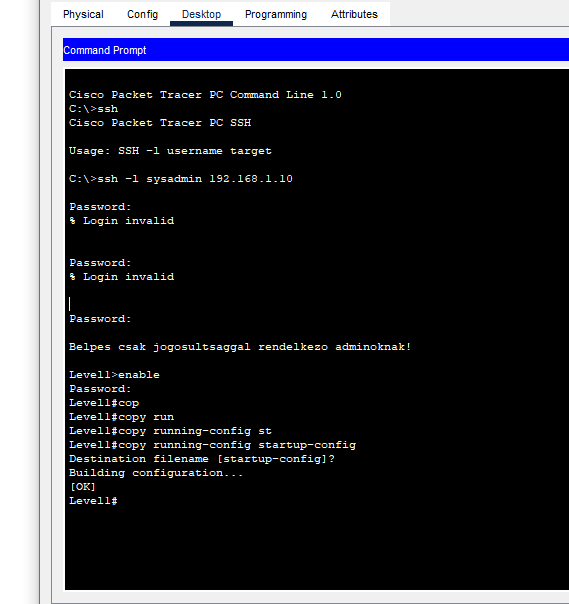 Physical Config Desktop Programming Attributes
Command Prompt
Cisco Packet Tracer PC Command Line 1.0
C:\>ssh
Cisco Packet Tracer PC SSH
Usage: SSH -l username target
C:\>ssh -l sysadmin 192.168.1.10
Password:
% Login invalid
Password:
% Login invalid
Password:
Belpes csak jogosultsaggal rendelkezo adminoknak!
Level1>enable
Password:
Level1#cop
Level1#copy run
Level1#copy running-config st
Level1#copy running-config startup-config
Destination filename [startup-config]?
Building configuration...
[OK]
Level1#